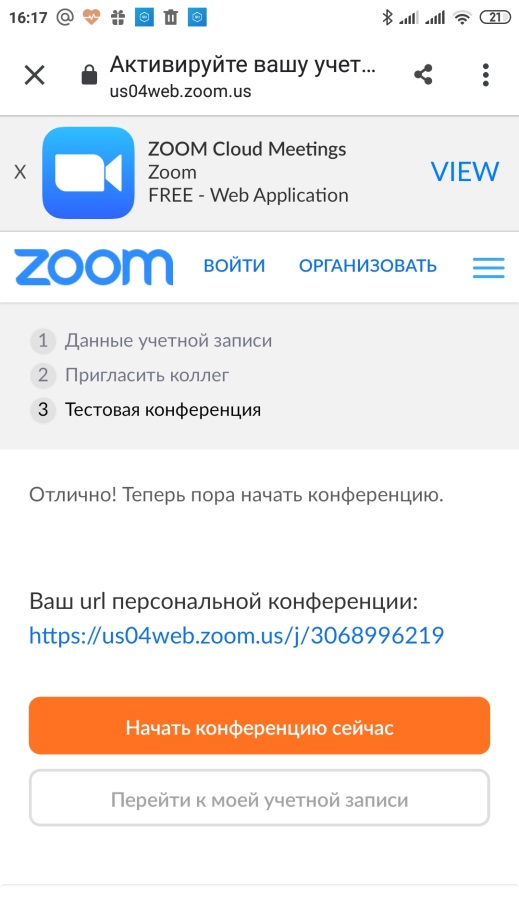 16:17
21
Активируйте вашу учет...
us04web.zoom.us
X
ZOOM Cloud Meetings
Zoom
FREE - Web Application
VIEW
zoom
ВОЙТИ
ОРГАНИЗОВАТЬ
1 Данные учетной записи
2 Пригласить коллег
3 Тестовая конференция
Отлично! Теперь пора начать конференцию.
Ваш url персональной конференции:
https://us04web.zoom.us/j/3068996219
Начать конференцию сейчас
Перейти к моей учетной записи